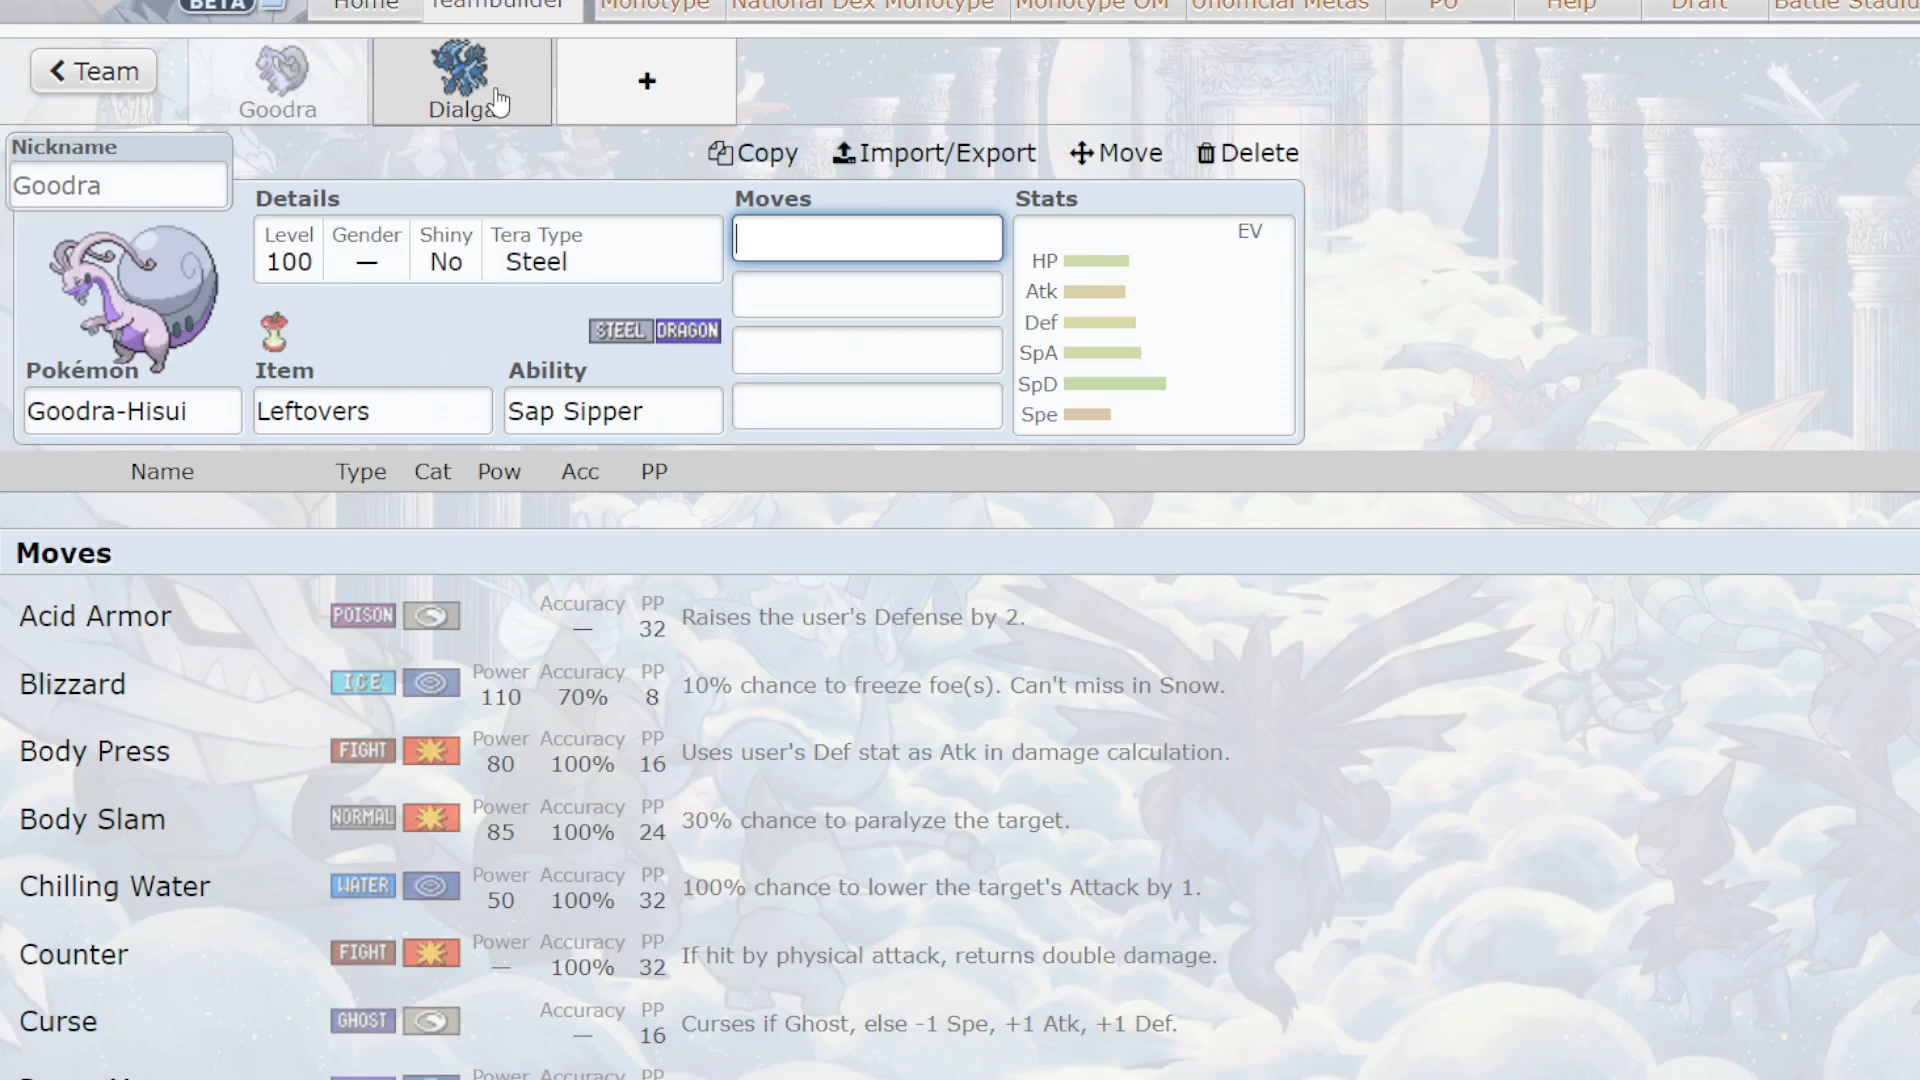 BETA Home Teambuilder Monotype National Dex Monotype Monotype OM Unofficial Metas PU Help Draft Battle Stadiu
Team
Goodra
Dialga
+
Nickname
Goodra
Copy Import/Export Move Delete
Details
Moves
Stats
Level Gender Shiny Tera Type
100 — No Steel
EV
HP
Atk
Def
SpA
SpD
Spe
STEEL DRAGON
Pokémon
Item
Ability
Goodra-Hisui
Leftovers
Sap Sipper
Name Type Cat Pow Acc PP
Moves
Acid Armor POISON Accuracy — PP 32 Raises the user's Defense by 2.
Blizzard ICE Power 110 Accuracy 70% PP 8 10% chance to freeze foe(s). Can't miss in Snow.
Body Press FIGHT Power 80 Accuracy 100% PP 16 Uses user's Def stat as Atk in damage calculation.
Body Slam NORMAL Power 85 Accuracy 100% PP 24 30% chance to paralyze the target.
Chilling Water WATER Power 50 Accuracy 100% PP 32 100% chance to lower the target's Attack by 1.
Counter FIGHT Power — Accuracy 100% PP 32 If hit by physical attack, returns double damage.
Curse GHOST Accuracy — PP 16 Curses if Ghost, else -1 Spe, +1 Atk, +1 Def.
Power Accuracy PP